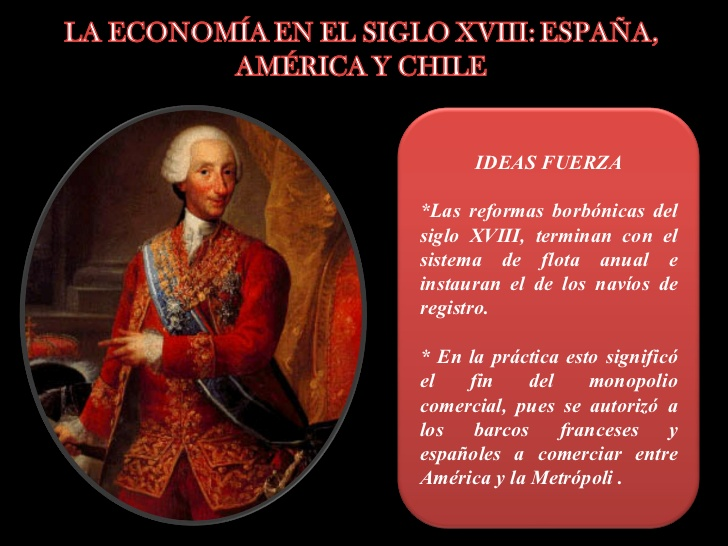 LA ECONOMÍA EN EL SIGLO XVIII: ESPAÑA,
AMÉRICA Y CHILE
IDEAS FUERZA
*Las reformas borbónicas del
siglo XVIII, terminan con el
sistema de flota anual e
instauran el de los navíos de
registro.
* En la práctica esto significó
el fin del monopolio
comercial, pues se autorizó a
los barcos franceses y
españoles a comerciar entre
América y la Metrópoli .